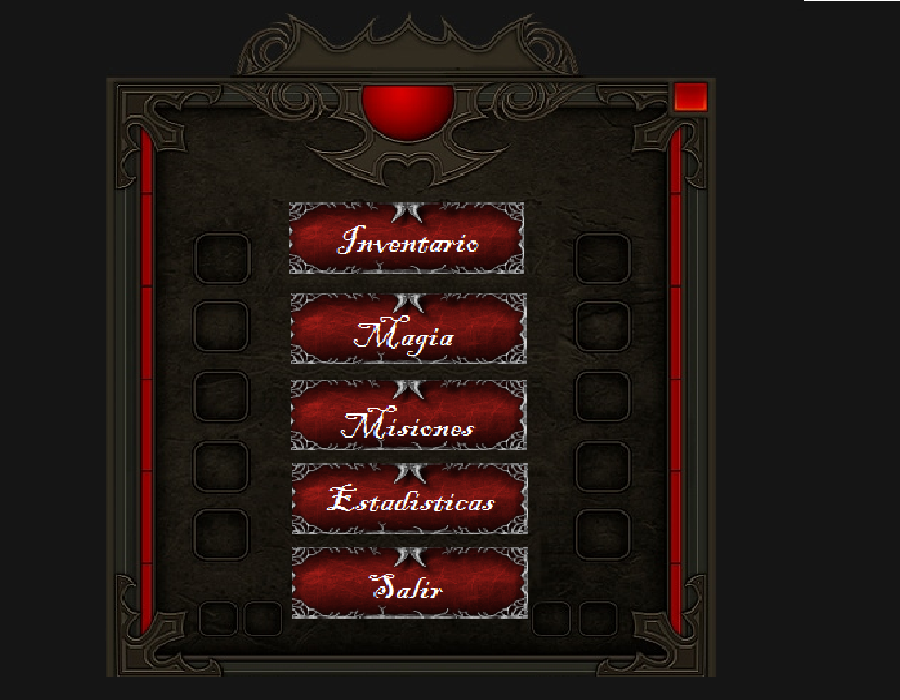 Inventario
Magia
Misiones
Estadisticas
Salir